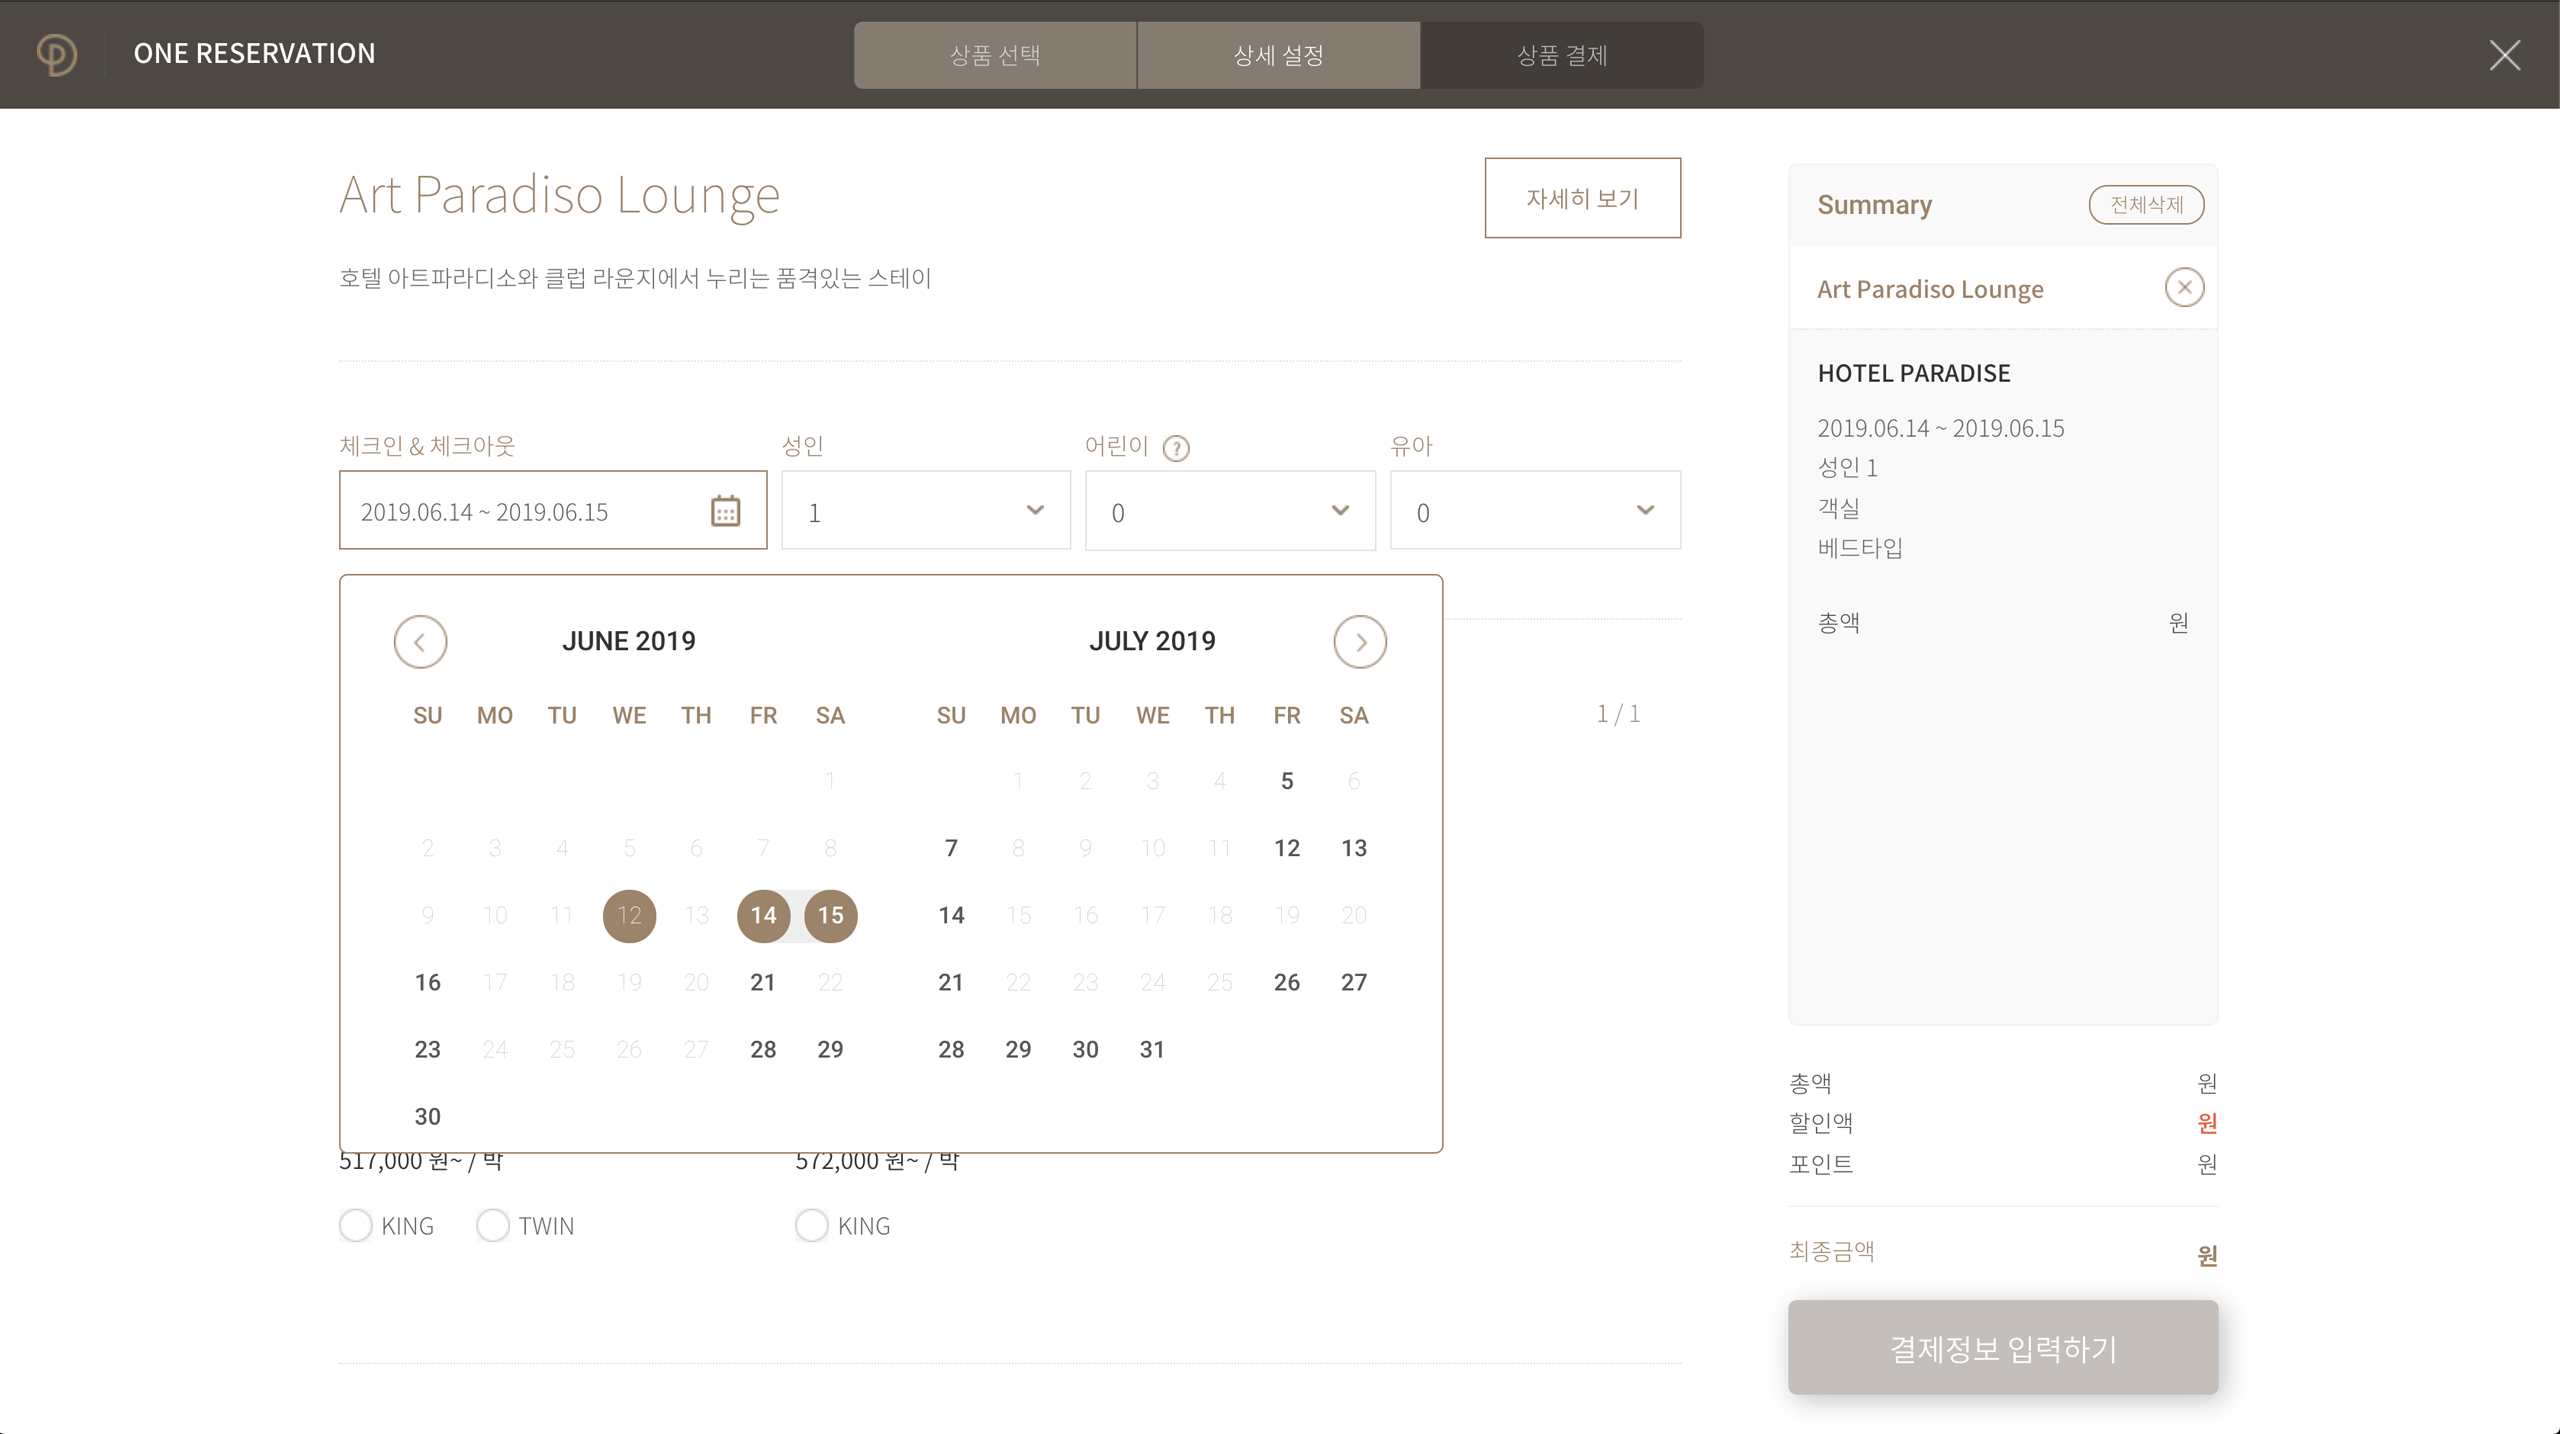 ONE RESERVATION
상품 선택
상세 설정
상품 결제
Art Paradiso Lounge
자세히 보기
호텔 아트파라디소와 클럽 라운지에서 누리는 품격있는 스테이
체크인 & 체크아웃
성인
어린이 ?
유아
2019.06.14 ~ 2019.06.15
1
0
0
JUNE 2019
SU MO TU WE TH FR SA
1
2 3 4 5 6 7 8
9 10 11 12 13 14 15
16 17 18 19 20 21 22
23 24 25 26 27 28 29
30
JULY 2019
SU MO TU WE TH FR SA
1 2 3 4 5 6
7 8 9 10 11 12 13
14 15 16 17 18 19 20
21 22 23 24 25 26 27
28 29 30 31
1 / 1
517,000 원~ / 박
572,000 원~ / 박
KING
TWIN
KING
Summary
전체삭제
Art Paradiso Lounge
HOTEL PARADISE
2019.06.14 ~ 2019.06.15
성인 1
객실
베드타입
총액 원
총액 원
할인액 원
포인트 원
최종금액 원
결제정보 입력하기